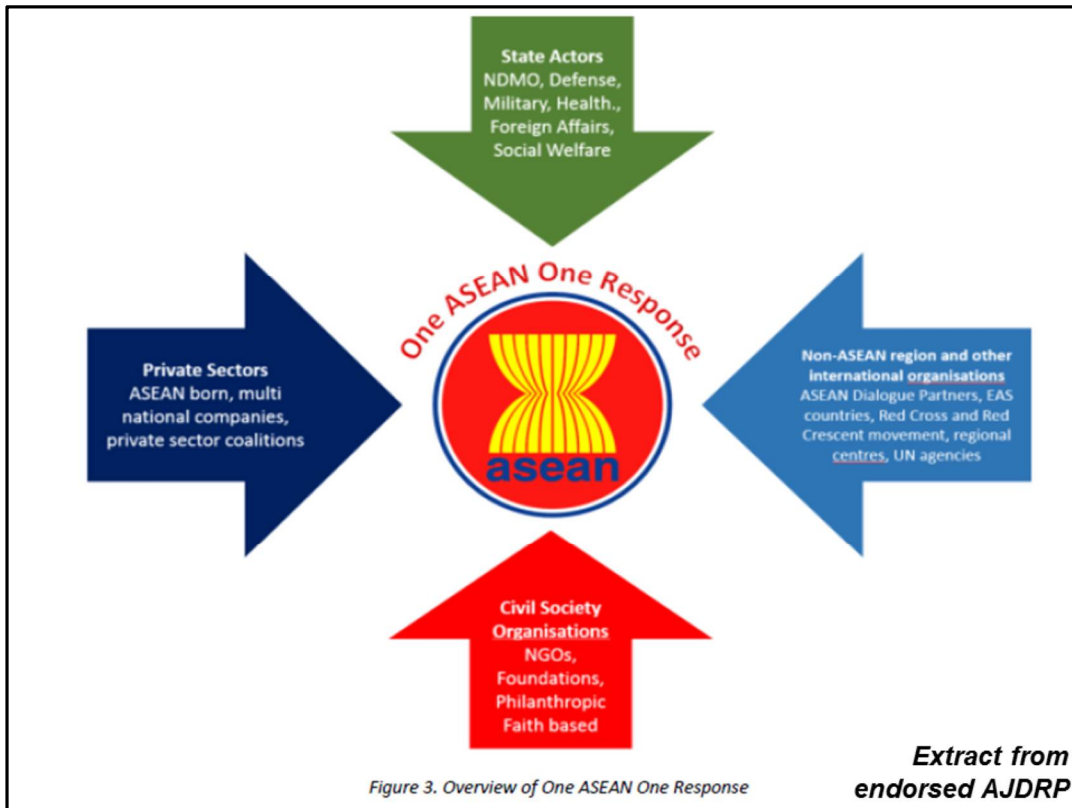 State Actors
NDMO, Defense,
Military, Health.,
Foreign Affairs,
Social Welfare
One ASEAN One Response
Private Sectors
ASEAN born, multi
national companies,
private sector coalitions
asean
Non-ASEAN region and other
international organisations
ASEAN Dialogue Partners, EAS
countries, Red Cross and Red
Crescent movement, regional
centres, UN agencies
Civil Society
Organisations
NGOs,
Foundations,
Philanthropic
Faith based
Figure 3. Overview of One ASEAN One Response
Extract from
endorsed AJDRP